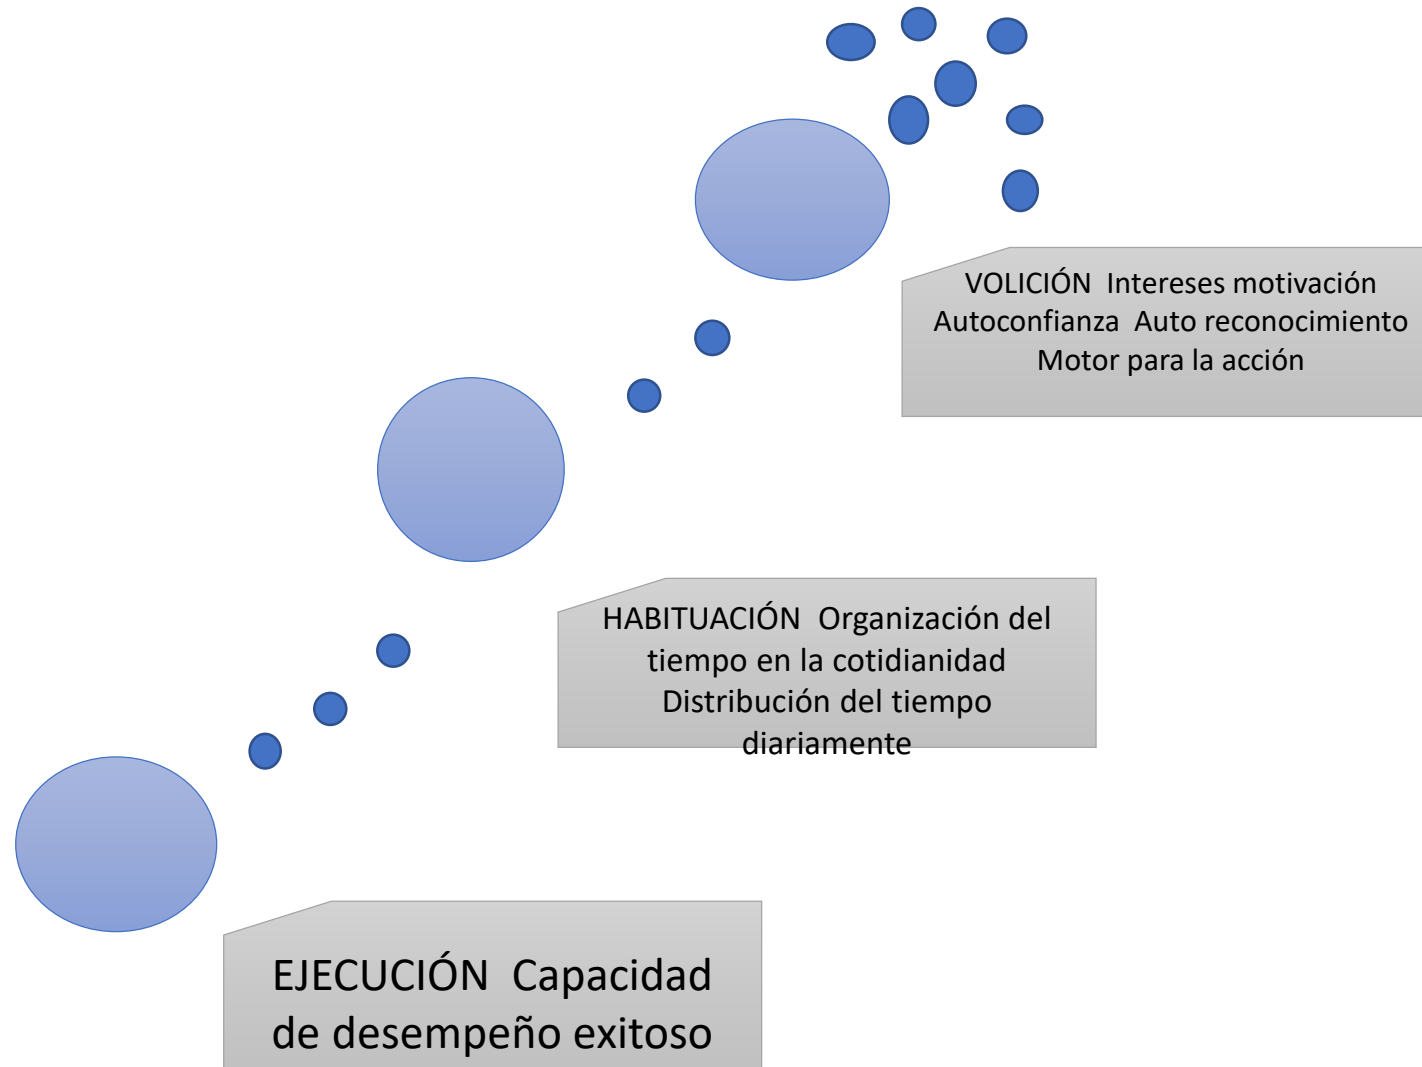 VOLICIÓN  Intereses motivación
Autoconfianza  Auto reconocimiento
Motor para la acción
HABITUACIÓN  Organización del
tiempo en la cotidianidad
Distribución del tiempo
diariamente
EJECUCIÓN  Capacidad
de desempeño exitoso